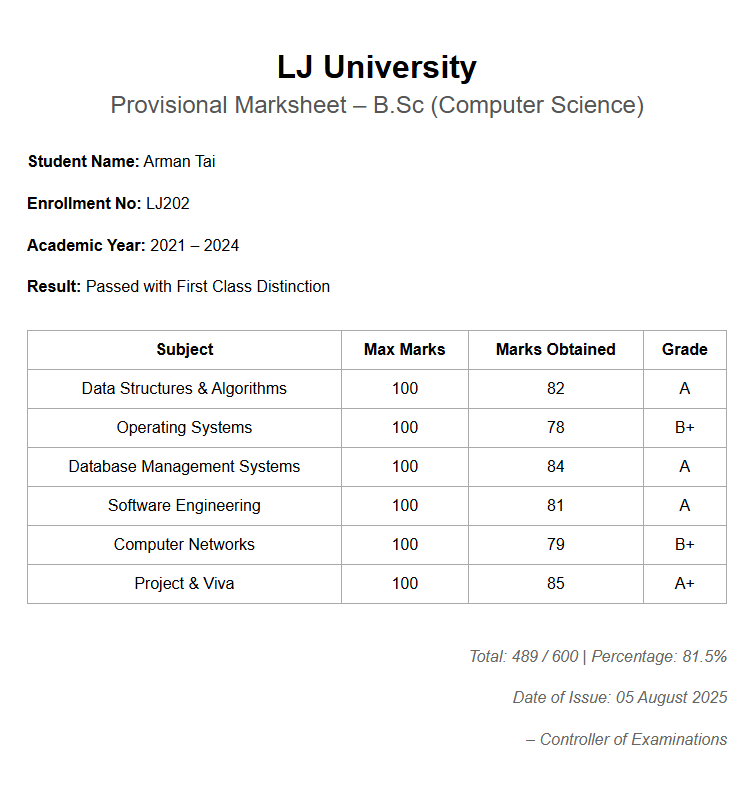 LJ University
Provisional Marksheet – B.Sc (Computer Science)
Student Name: Arman Tai
Enrollment No: LJ202
Academic Year: 2021 – 2024
Result: Passed with First Class Distinction
Subject Max Marks Marks Obtained Grade
Data Structures & Algorithms 100 82 A
Operating Systems 100 78 B+
Database Management Systems 100 84 A
Software Engineering 100 81 A
Computer Networks 100 79 B+
Project & Viva 100 85 A+
Total: 489 / 600 | Percentage: 81.5%
Date of Issue: 05 August 2025
– Controller of Examinations